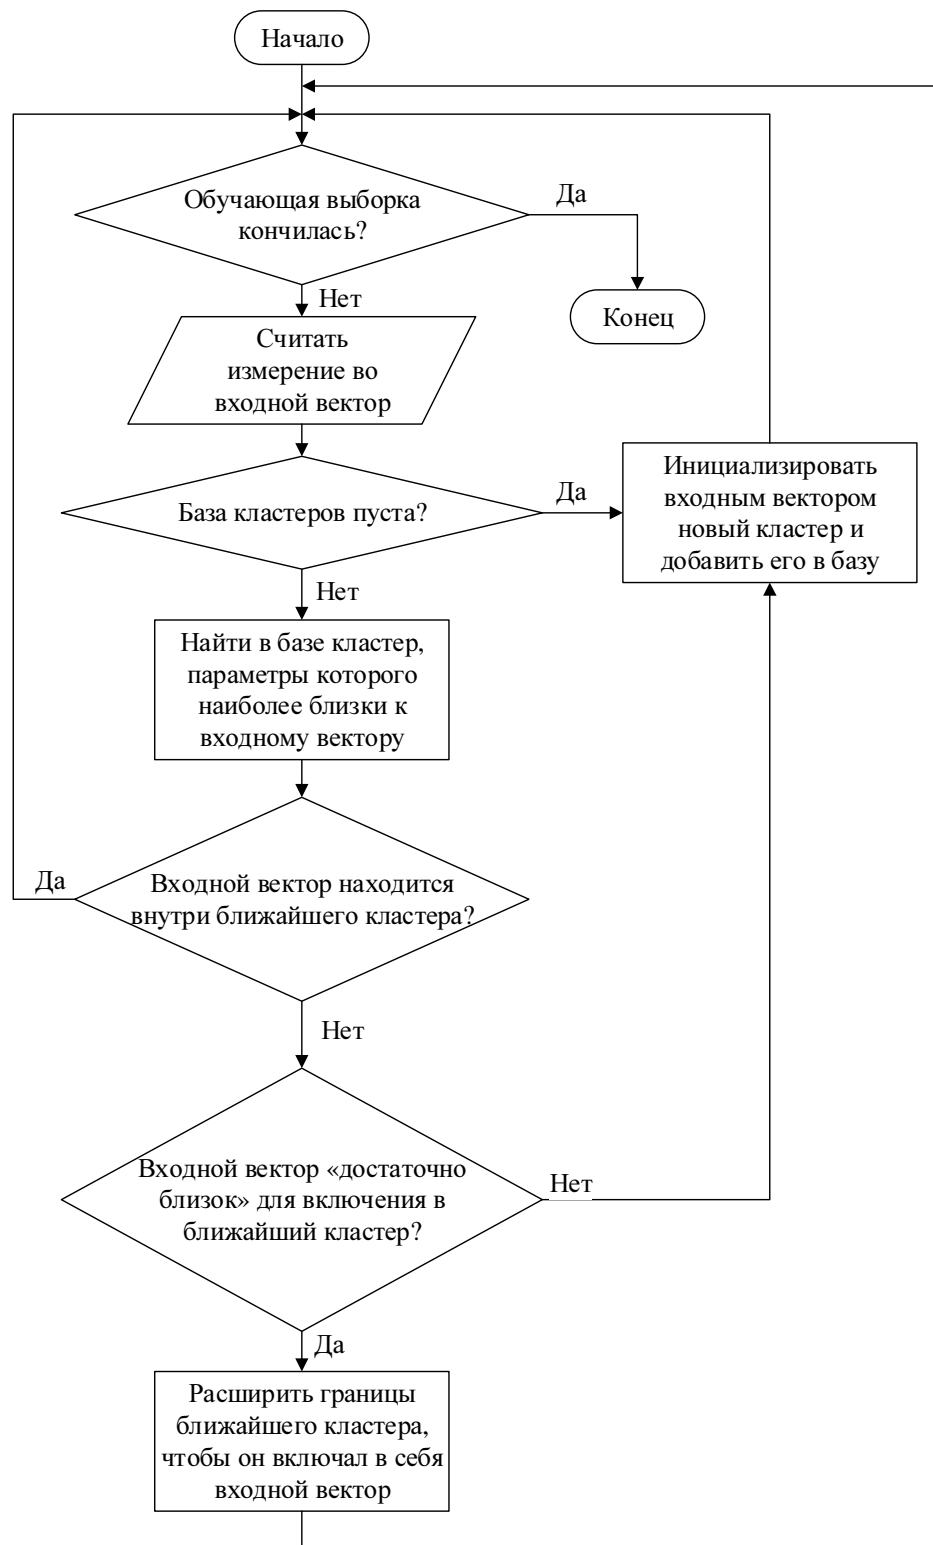 Начало
Обучающая выборка
кончилась?
Да
Нет
Конец
Считать
измерение во
входной вектор
База кластеров пуста?
Да
Инициализировать
входным вектором
новый кластер и
добавить его в базу
Нет
Найти в базе кластер,
параметры которого
наиболее близки к
входному вектору
Да
Входной вектор находится
внутри ближайшего кластера?
Нет
Входной вектор «достаточно
близок» для включения в
ближайший кластер?
Нет
Да
Расширить границы
ближайшего кластера,
чтобы он включал в себя
входной вектор